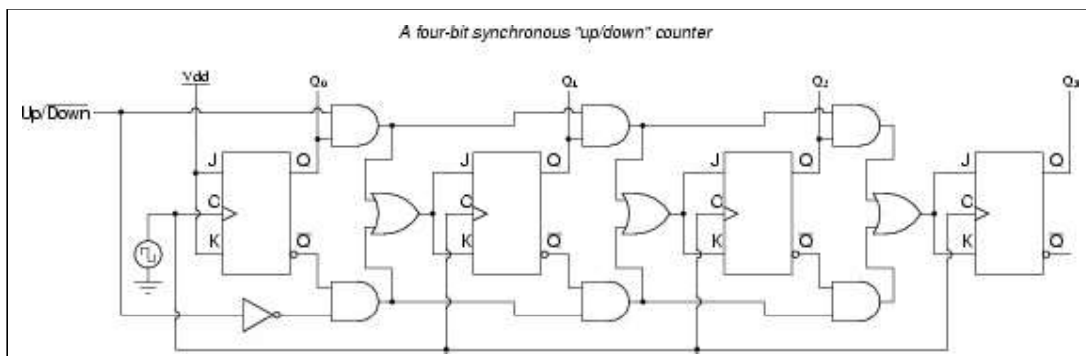 A four-bit synchronous "up/down" counter
Vdd
Q0
Q1
Q2
Q3
Up/Down
J
Q
J
Q
J
Q
J
Q
C
C
C
C
K
Q
K
Q
K
Q
K
Q